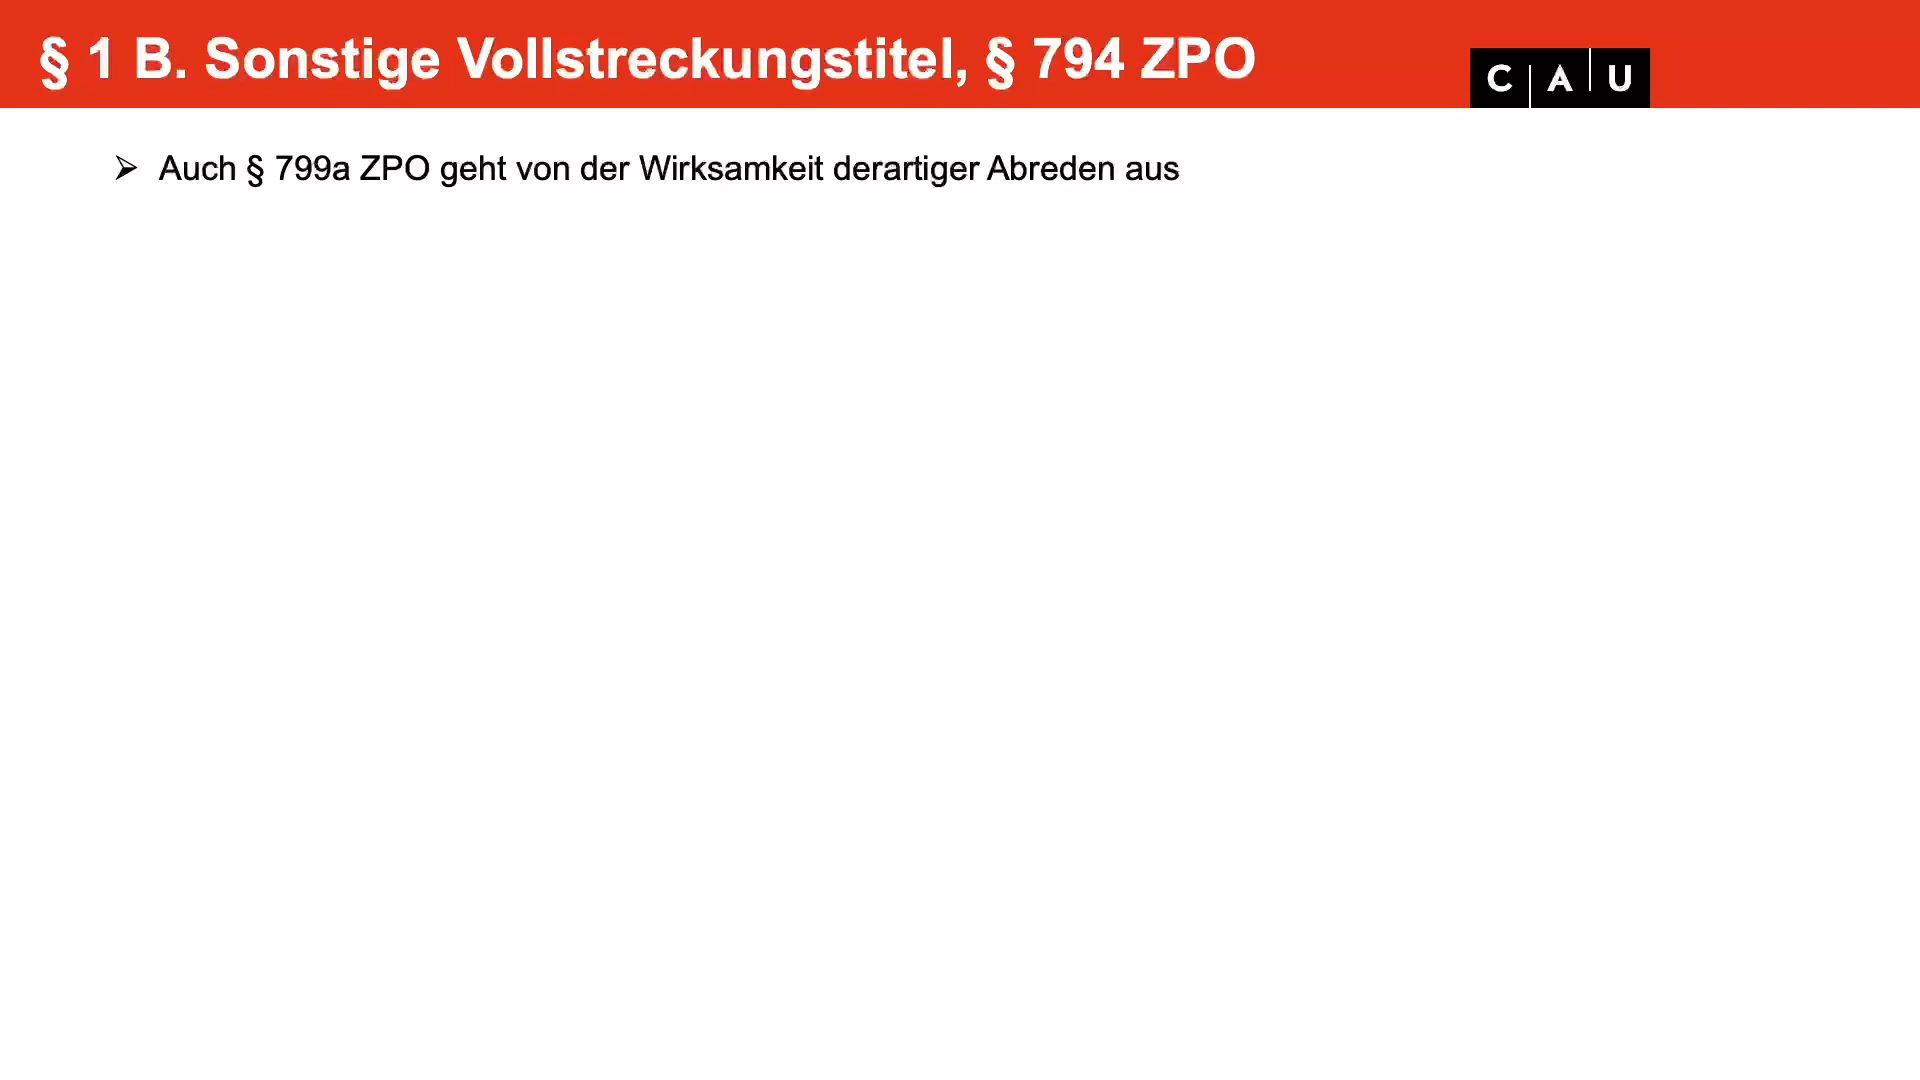 § 1 B. Sonstige Vollstreckungstitel, § 794 ZPO
C A U
➢ Auch § 799a ZPO geht von der Wirksamkeit derartiger Abreden aus